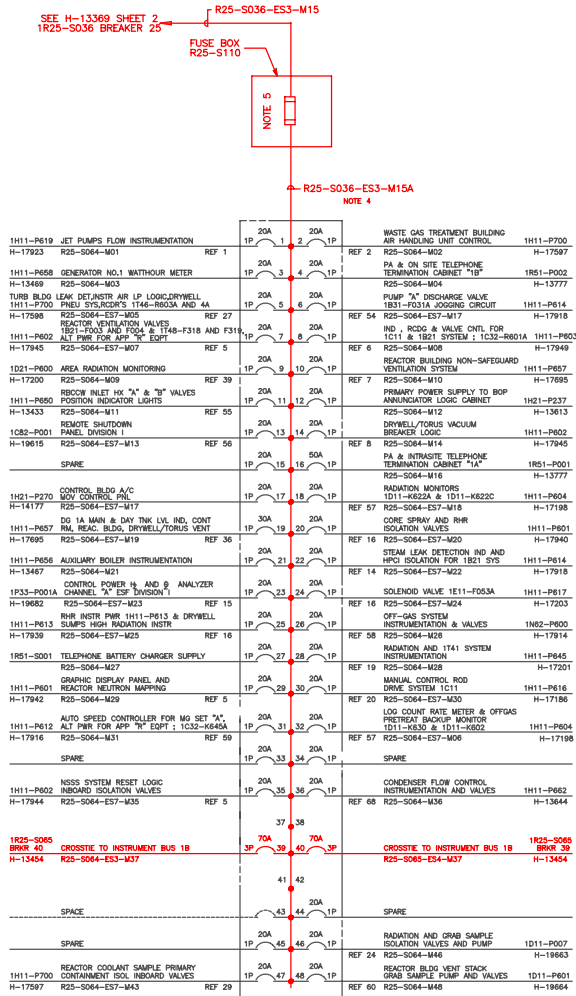 R25-S036-ES3-M15
SEE H-13369 SHEET 2
1R25-S036 BREAKER 25
FUSE BOX
R25-S110
NOTE 5
R25-S036-ES3-M15A
NOTE 4
1H11-P619 JET PUMPS FLOW INSTRUMENTATION 1P 20A 1
H-17923 R25-S064-M01 REF 1
2 20A 1P WASTE GAS TREATMENT BUILDING
AIR HANDLING UNIT CONTROL 1H11-P700
REF 2 R25-S064-M02 H-17597
1H11-P658 GENERATOR NO.1 WATTHOUR METER 1P 20A 3
H-13469 R25-S064-M03
4 20A 1P PA & ON SITE TELEPHONE
TERMINATION CABINET "1B" 1R51-P002
R25-S064-M04 H-13777
TURB BLDG LEAK DET,INSTR AIR LP LOGIC,DRYWELL
1H11-P700 PNEU SYS,RCDR'S 1T46-R603A AND 4A 1P 20A 5
H-17598 R25-S064-ES7-M05 REF 27
6 20A 1P PUMP "A" DISCHARGE VALVE
1B31-F031A JOGGING CIRCUIT 1H11-P614
REF 54 R25-S064-ES7-M17 H-17918
REACTOR VENTILATION VALVES
1B21-F003 AND F004 & 1T48-F318 AND F319,
1H11-P602 ALT PWR FOR APP "R" EQPT 1P 20A 7
H-17945 R25-S064-ES7-M07 REF 5
8 20A 1P IND , RCDG & VALVE CNTL FOR
1C11 & 1B21 SYSTEM ; 1C32-R601A 1H11-P603
REF 6 R25-S064-M08 H-17949
1D21-P600 AREA RADIATION MONITORING 1P 20A 9
H-17200 R25-S064-M09 REF 39
10 20A 1P REACTOR BUILDING NON-SAFEGUARD
VENTILATION SYSTEM 1H11-P657
REF 7 R25-S064-M10 H-17695
RBCCW INLET HX "A" & "B" VALVES
1H11-P650 POSITION INDICATOR LIGHTS 1P 20A 11
H-13433 R25-S064-M11 REF 55
12 20A 1P PRIMARY POWER SUPPLY TO BOP
ANNUNCIATOR LOGIC CABINET 1H21-P237
R25-S064-M12 H-13613
REMOTE SHUTDOWN
1C82-P001 PANEL DIVISION I 1P 20A 13
H-19615 R25-S064-ES7-M13 REF 56
14 20A 1P DRYWELL/TORUS VACUUM
BREAKER LOGIC 1H11-P602
REF 8 R25-S064-M14 H-17945
SPARE 1P 20A 15
16 50A 1P PA & INTRASITE TELEPHONE
TERMINATION CABINET "1A" 1R51-P001
R25-S064-M16 H-13777
CONTROL BLDG A/C
1H21-P270 MOV CONTROL PNL 1P 20A 17
H-14177 R25-S064-ES7-M17
18 20A 1P RADIATION MONITORS
1D11-K622A & 1D11-K622C 1H11-P604
REF 57 R25-S064-ES7-M18 H-17198
DG 1A MAIN & DAY TNK LVL IND, CONT
1H11-P657 RM, REAC. BLDG, DRYWELL/TORUS VENT 1P 30A 19
H-17695 R25-S064-ES7-M19 REF 36
20 20A 1P CORE SPRAY AND RHR
ISOLATION VALVES 1H11-P601
REF 16 R25-S064-ES7-M20 H-17940
1H11-P656 AUXILIARY BOILER INSTRUMENTATION 1P 20A 21
H-13467 R25-S064-M21
22 20A 1P STEAM LEAK DETECTION IND AND
HPCI ISOLATION FOR 1B21 SYS 1H11-P614
REF 14 R25-S064-ES7-M22 H-17918
CONTROL POWER H2 AND O2 ANALYZER
1P33-P001A CHANNEL "A" ESF DIVISION I 1P 20A 23
H-19682 R25-S064-ES7-M23 REF 15
24 20A 1P SOLENOID VALVE 1E11-F053A 1H11-P617
REF 16 R25-S064-ES7-M24 H-17203
RHR INSTR PWR 1H11-P613 & DRYWELL
1H11-P613 SUMPS HIGH RADIATION INSTR 1P 20A 25
H-17939 R25-S064-ES7-M25 REF 16
26 20A 1P OFF-GAS SYSTEM
INSTRUMENTATION & VALVES 1N62-P600
REF 58 R25-S064-M26 H-17914
1R51-S001 TELEPHONE BATTERY CHARGER SUPPLY 1P 20A 27
R25-S064-M27
28 20A 1P RADIATION AND 1T41 SYSTEM
INSTRUMENTATION 1H11-P645
REF 19 R25-S064-M28 H-17201
GRAPHIC DISPLAY PANEL AND
1H11-P601 REACTOR NEUTRON MAPPING 1P 20A 29
H-17942 R25-S064-M29 REF 5
30 20A 1P MANUAL CONTROL ROD
DRIVE SYSTEM 1C11 1H11-P616
REF 20 R25-S064-ES7-M30 H-17186
AUTO SPEED CONTROLLER FOR MG SET "A",
1H11-P612 ALT PWR FOR APP "R" EQPT ; 1C32-K645A 1P 20A 31
H-17916 R25-S064-M31 REF 59
32 20A 1P LOG COUNT RATE METER & OFFGAS
PRETREAT BACKUP MONITOR
1D11-K630 & 1D11-K602 1H11-P604
REF 57 R25-S064-ES7-M06 H-17198
SPARE 1P 20A 33
34 20A 1P SPARE
NSSS SYSTEM RESET LOGIC
1H11-P602 INBOARD ISOLATION VALVES 1P 20A 35
H-17944 R25-S064-ES7-M35 REF 5
36 20A 1P CONDENSER FLOW CONTROL
INSTRUMENTATION AND VALVES 1H11-P662
REF 68 R25-S064-M36 H-13644
37 38
1R25-S065
BRKR 40 CROSSTIE TO INSTRUMENT BUS 1B 3P 70A 39
H-13454 R25-S064-ES3-M37
40 70A 3P CROSSTIE TO INSTRUMENT BUS 1B 1R25-S065
BRKR 39
R25-S065-ES4-M37 H-13454
41 42
SPACE 43
44 20A 1P SPARE
SPARE 1P 20A 45
46 20A 1P RADIATION AND GRAB SAMPLE
ISOLATION VALVES AND PUMP 1D11-P007
REF 24 R25-S064-M46 H-19663
REACTOR COOLANT SAMPLE PRIMARY
1H11-P700 CONTAINMENT ISOL INBOARD VALVES 1P 20A 47
H-17597 R25-S064-ES7-M43 REF 29
48 20A 1P REACTOR BLDG VENT STACK
GRAB SAMPLE PUMP AND VALVES 1D11-P601
REF 60 R25-S064-M48 H-19664